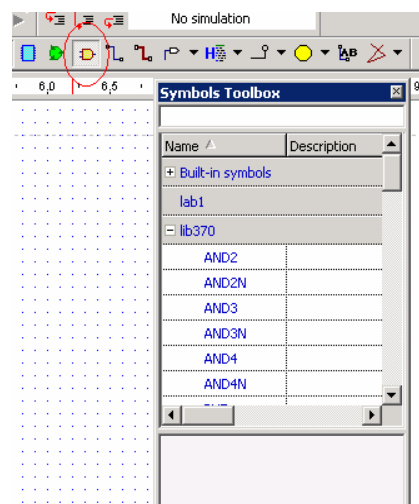 No simulation
AB
6,0 6,5 9
Symbols Toolbox
Name Description
Built-in symbols
lab1
lib370
AND2
AND2N
AND3
AND3N
AND4
AND4N